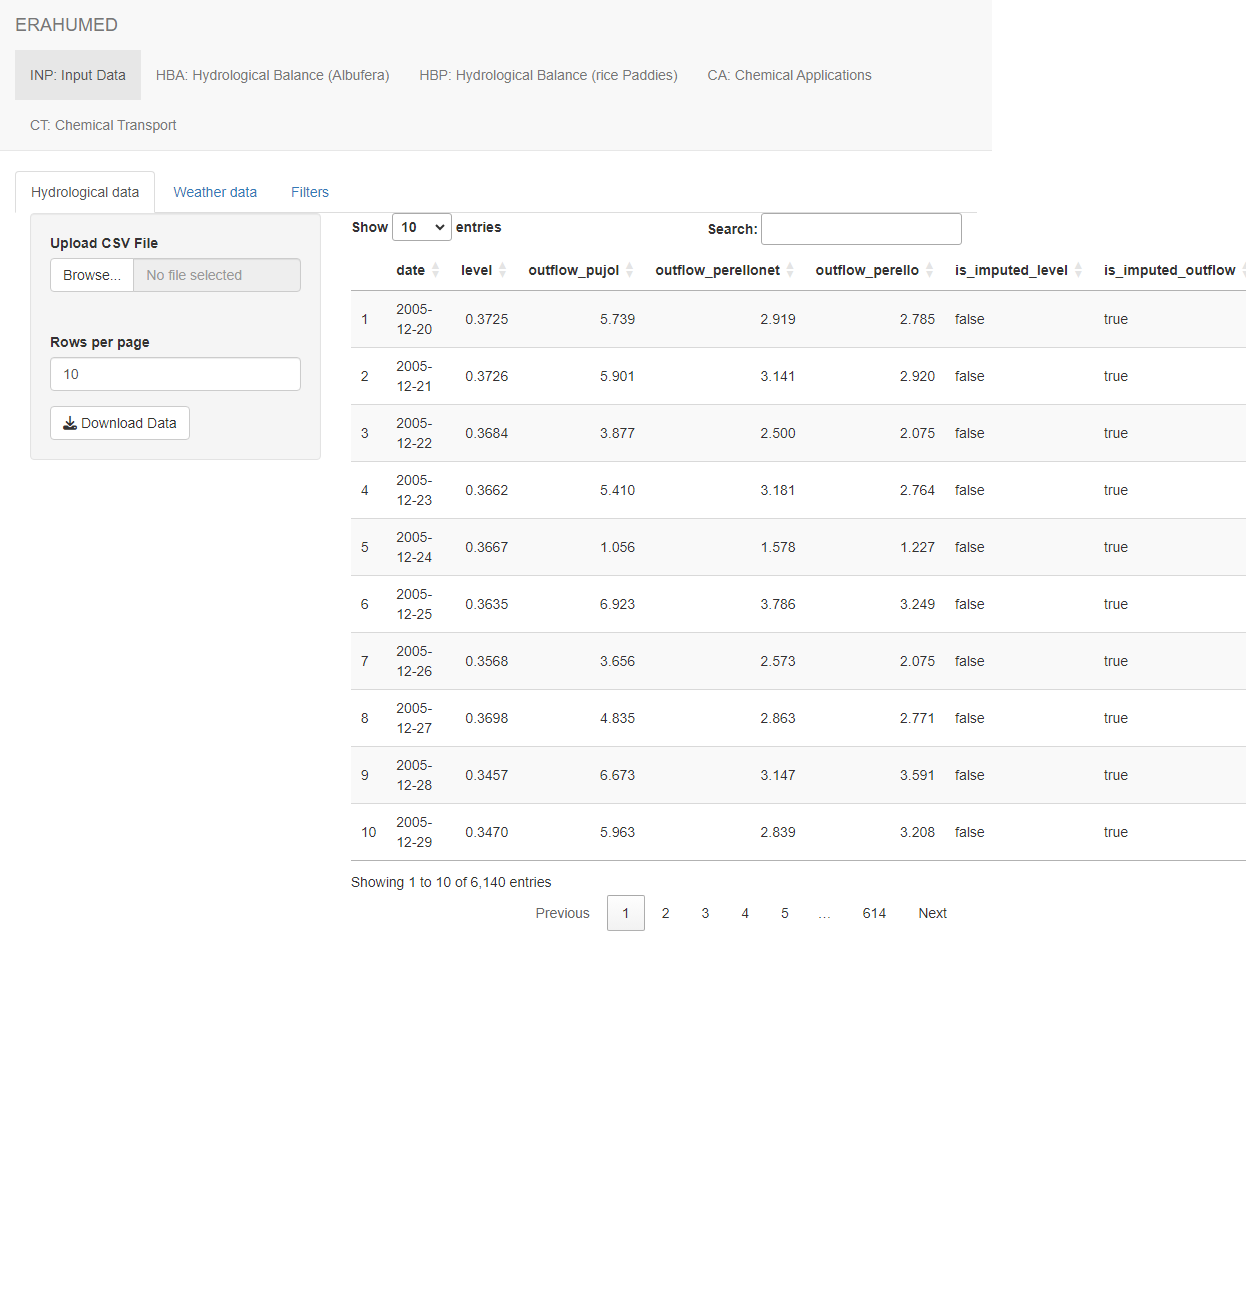 ERAHUMED
INP: Input Data HBA: Hydrological Balance (Albufera) HBP: Hydrological Balance (rice Paddies) CA: Chemical Applications
CT: Chemical Transport
Hydrological data Weather data Filters
Upload CSV File
Browse... No file selected
Rows per page
10
Download Data
Show 10 entries Search:
date level outflow_pujol outflow_perellonet outflow_perello is_imputed_level is_imputed_outflow
1 2005-12-20 0.3725 5.739 2.919 2.785 false true
2 2005-12-21 0.3726 5.901 3.141 2.920 false true
3 2005-12-22 0.3684 3.877 2.500 2.075 false true
4 2005-12-23 0.3662 5.410 3.181 2.764 false true
5 2005-12-24 0.3667 1.056 1.578 1.227 false true
6 2005-12-25 0.3635 6.923 3.786 3.249 false true
7 2005-12-26 0.3568 3.656 2.573 2.075 false true
8 2005-12-27 0.3698 4.835 2.863 2.771 false true
9 2005-12-28 0.3457 6.673 3.147 3.591 false true
10 2005-12-29 0.3470 5.963 2.839 3.208 false true
Showing 1 to 10 of 6,140 entries
Previous 1 2 3 4 5 … 614 Next